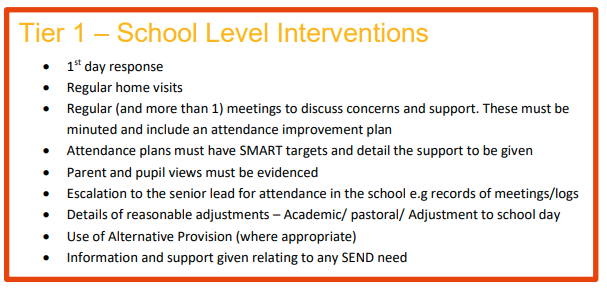 Tier 1 – School Level Interventions
• 1st day response
• Regular home visits
• Regular (and more than 1) meetings to discuss concerns and support. These must be
minuted and include an attendance improvement plan
• Attendance plans must have SMART targets and detail the support to be given
• Parent and pupil views must be evidenced
• Escalation to the senior lead for attendance in the school e.g records of meetings/logs
• Details of reasonable adjustments – Academic/ pastoral/ Adjustment to school day
• Use of Alternative Provision (where appropriate)
• Information and support given relating to any SEND need